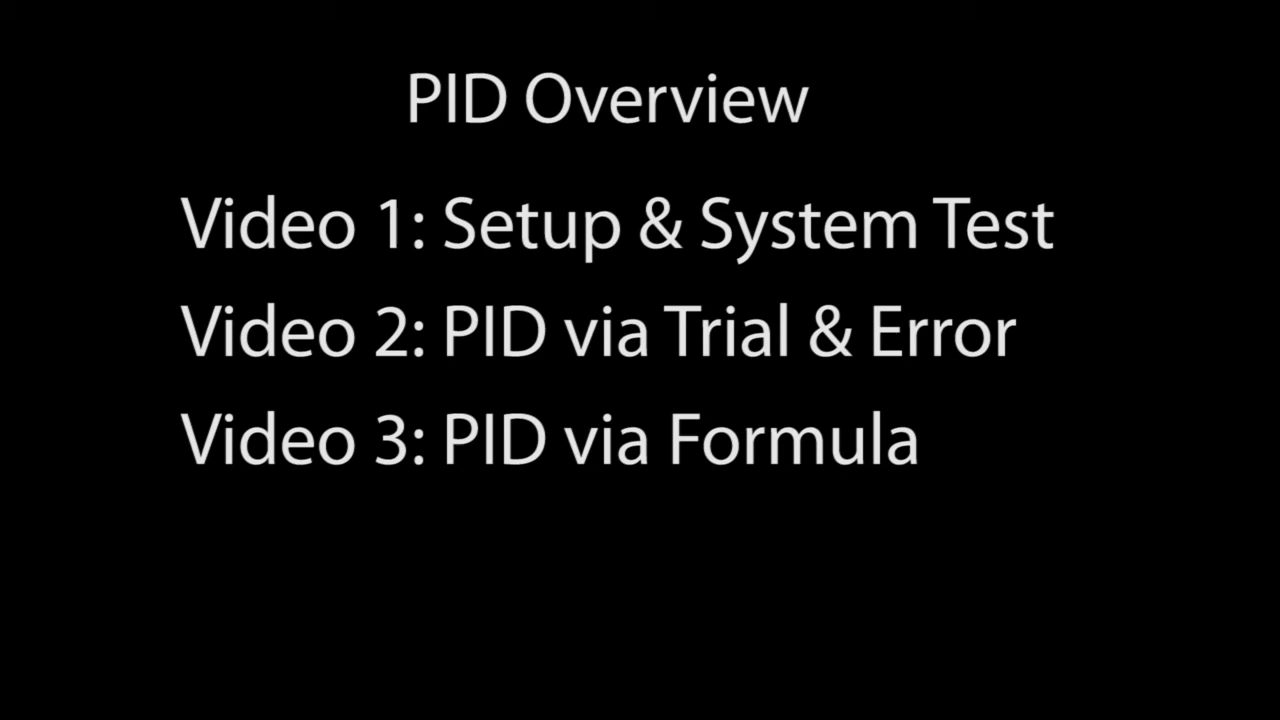 PID Overview
Video 1: Setup & System Test
Video 2: PID via Trial & Error
Video 3: PID via Formula